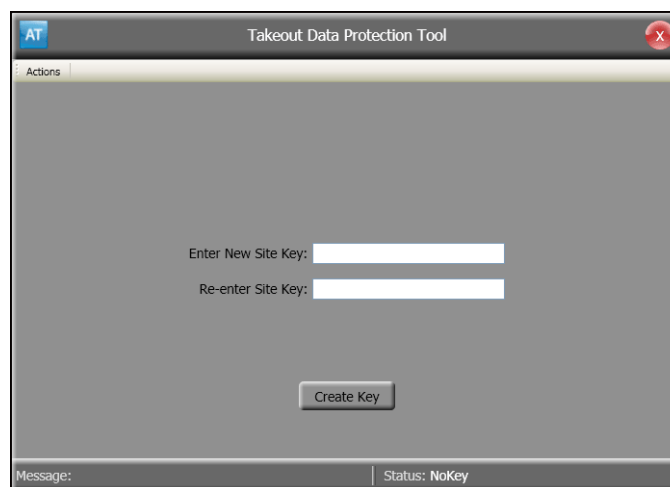 AT
Takeout Data Protection Tool
X
Actions
Enter New Site Key:
Re-enter Site Key:
Create Key
Message:
Status: NoKey